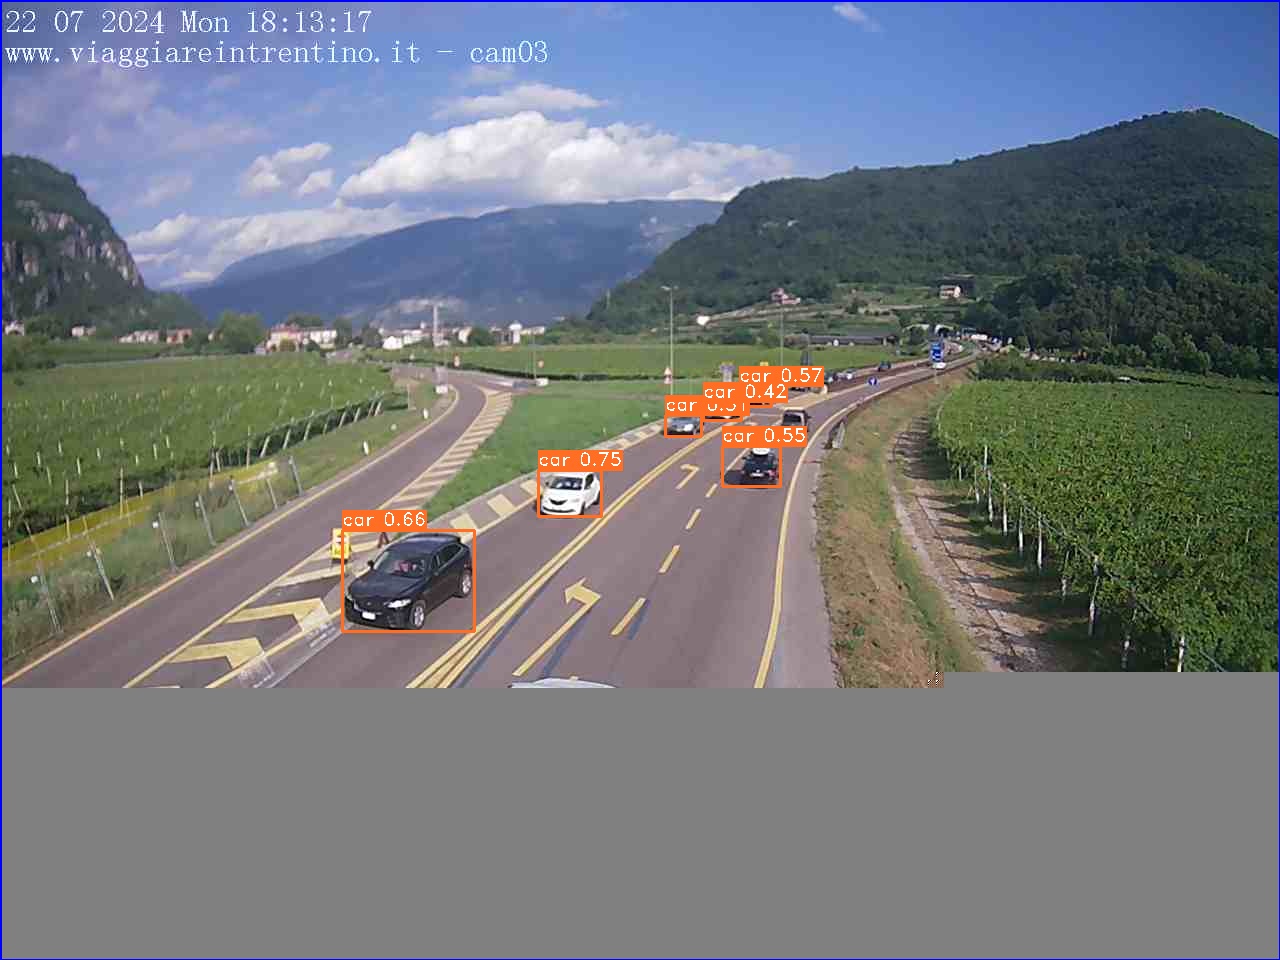 22 07 2024 Mon 18:13:17
www.viaggiareintrentino.it - cam03
car 0.57
car 0.42
car
car 0.55
car 0.75
car 0.66